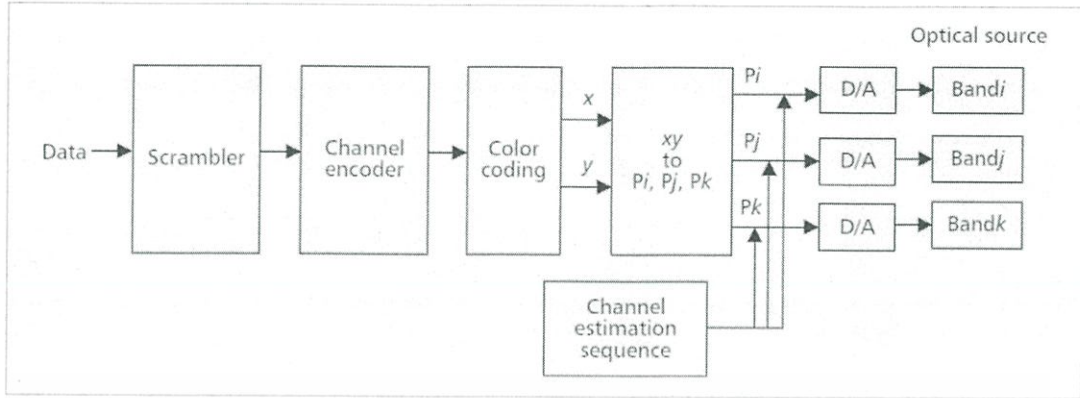 Optical source
Data
Scrambler
Channel
encoder
Color
coding
x
y
xy
to
Pi, Pj, Pk
Pi
Pj
Pk
D/A
Bandi
D/A
Bandj
D/A
Bandk
Channel
estimation
sequence